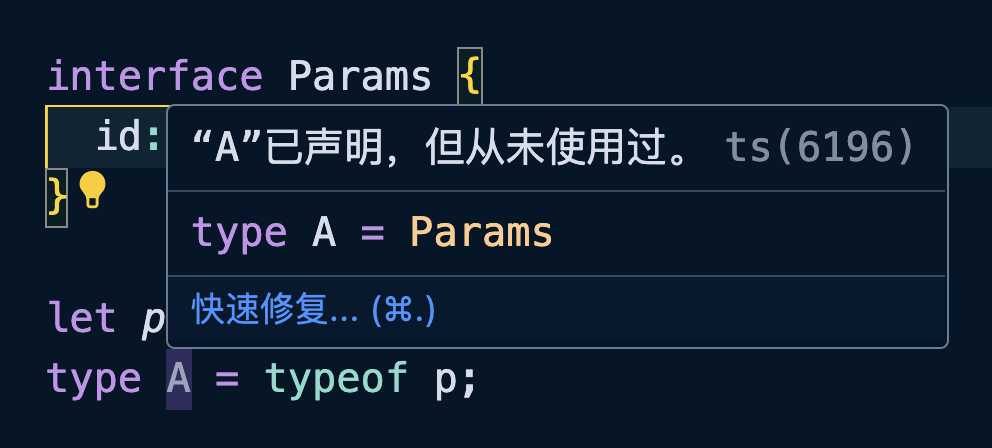 interface Params {
id:
“A”已声明，但从未使用过。 ts(6196)
}
type A = Params
快速修复... (⌘.)
let p
type A = typeof p;